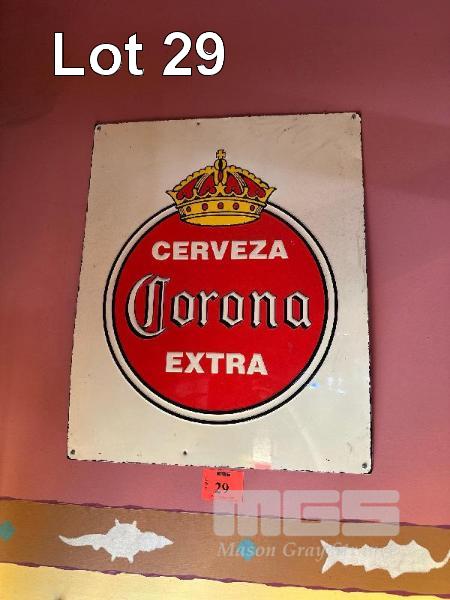 Lot 29
CERVEZA
Corona
EXTRA
29
MGS
Mason Gray